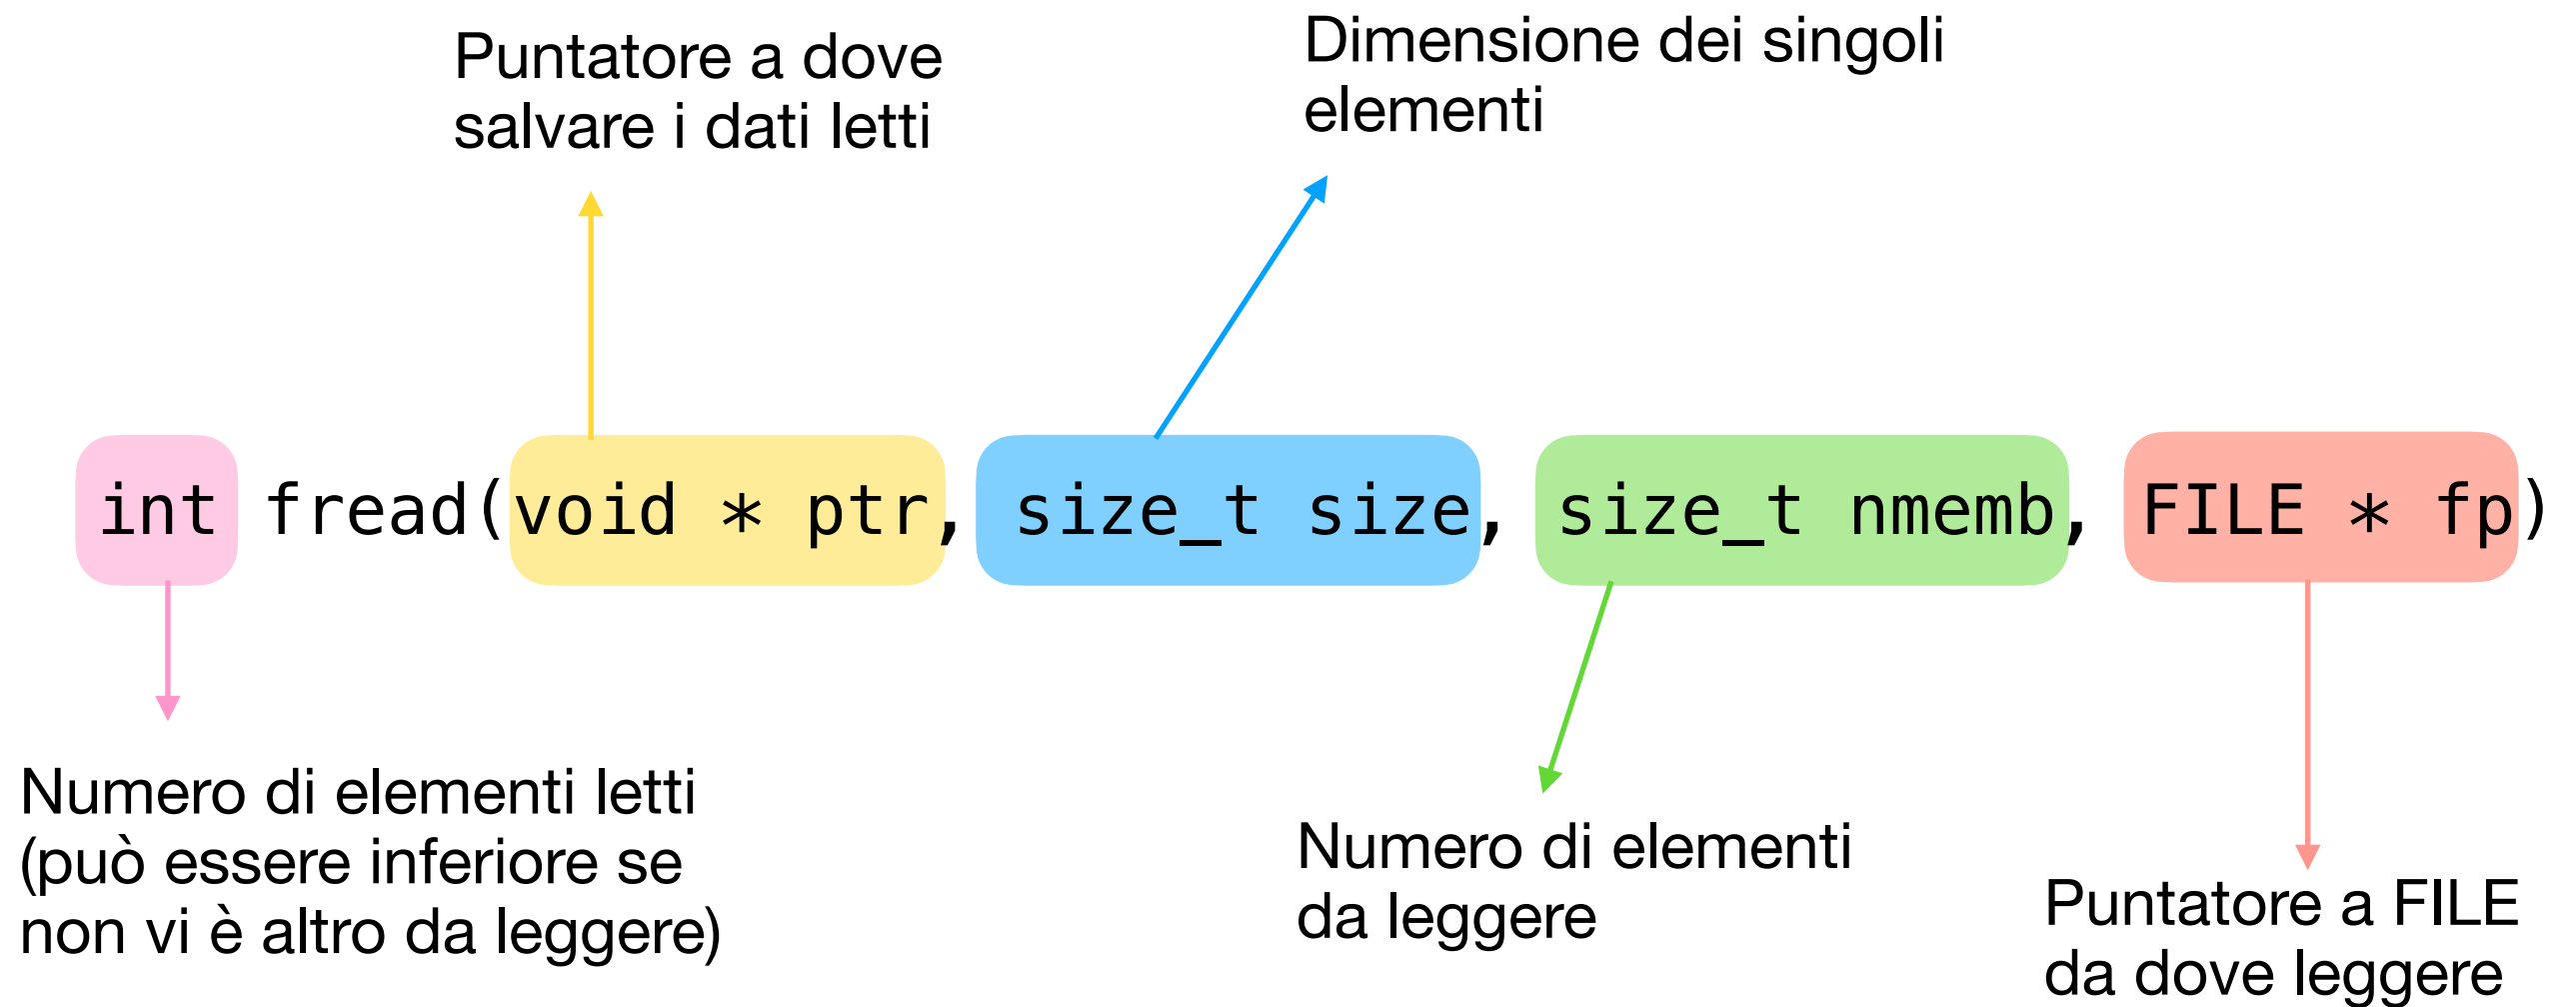 Puntatore a dove
salvare i dati letti
Dimensione dei singoli
elementi
int fread(void * ptr, size_t size, size_t nmemb, FILE * fp)
Numero di elementi letti
(può essere inferiore se
non vi è altro da leggere)
Numero di elementi
da leggere
Puntatore a FILE
da dove leggere